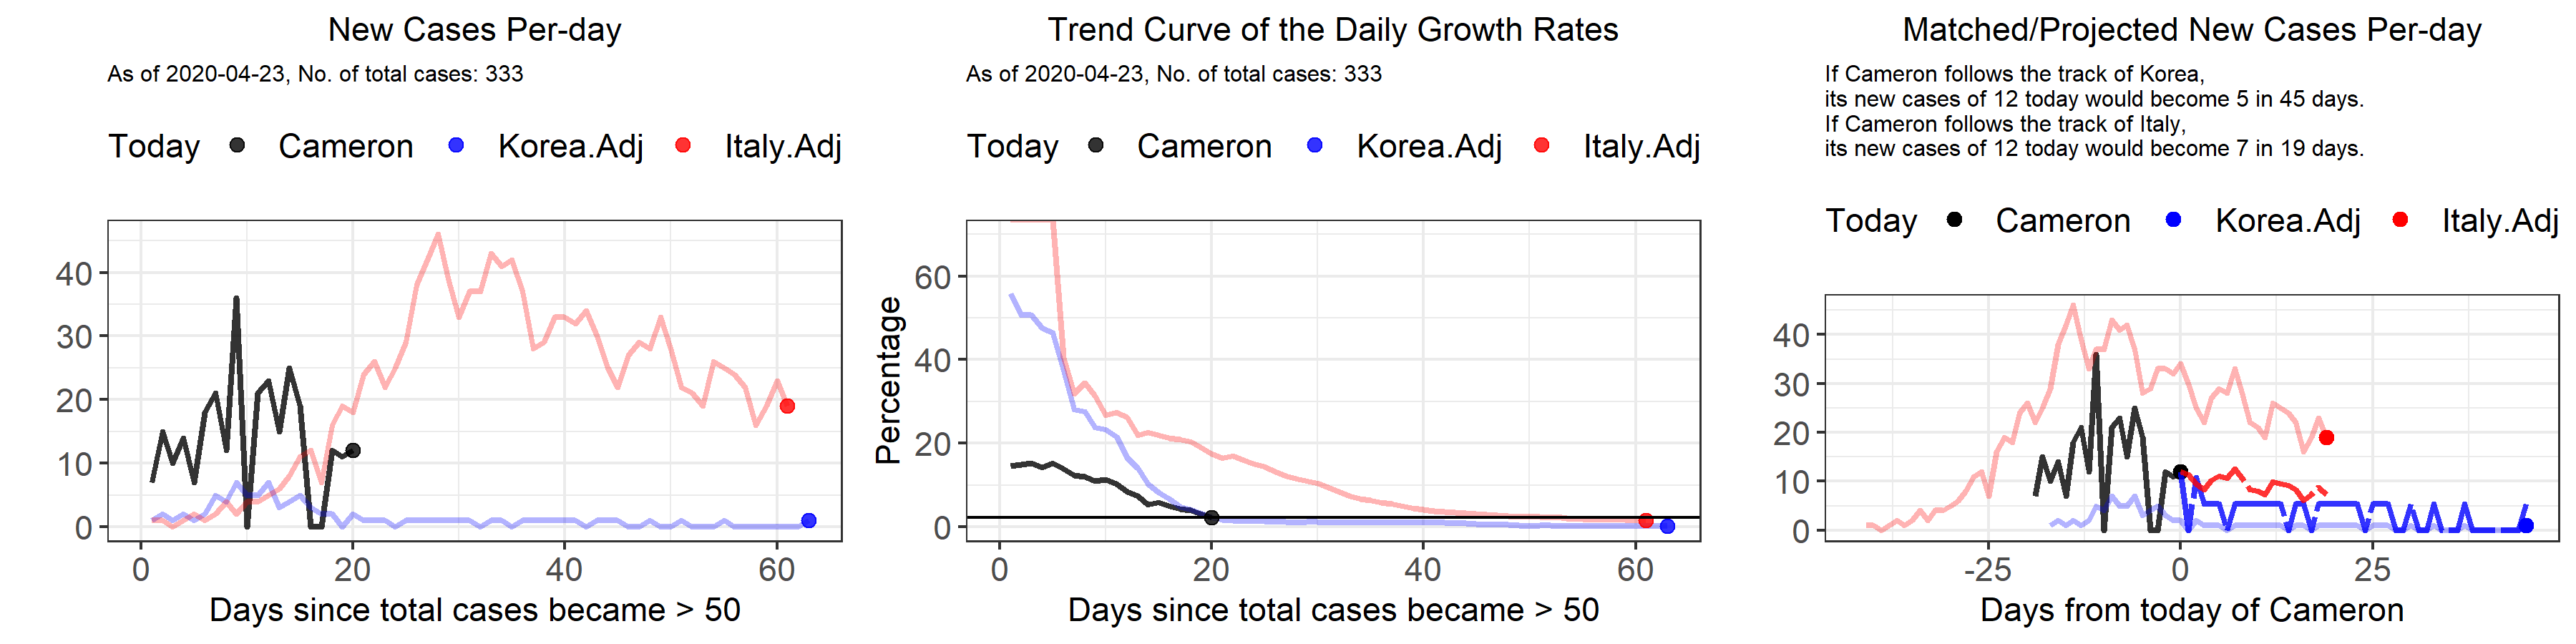 New Cases Per-day
As of 2020-04-23, No. of total cases: 333
Today Cameron Korea.Adj Italy.Adj
40
30
20
10
0
0 20 40 60
Days since total cases became > 50
Trend Curve of the Daily Growth Rates
As of 2020-04-23, No. of total cases: 333
Today Cameron Korea.Adj Italy.Adj
Percentage
60
40
20
0
0 20 40 60
Days since total cases became > 50
Matched/Projected New Cases Per-day
If Cameron follows the track of Korea,
its new cases of 12 today would become 5 in 45 days.
If Cameron follows the track of Italy,
its new cases of 12 today would become 7 in 19 days.
Today Cameron Korea.Adj Italy.Adj
40
30
20
10
0
-25 0 25
Days from today of Cameron